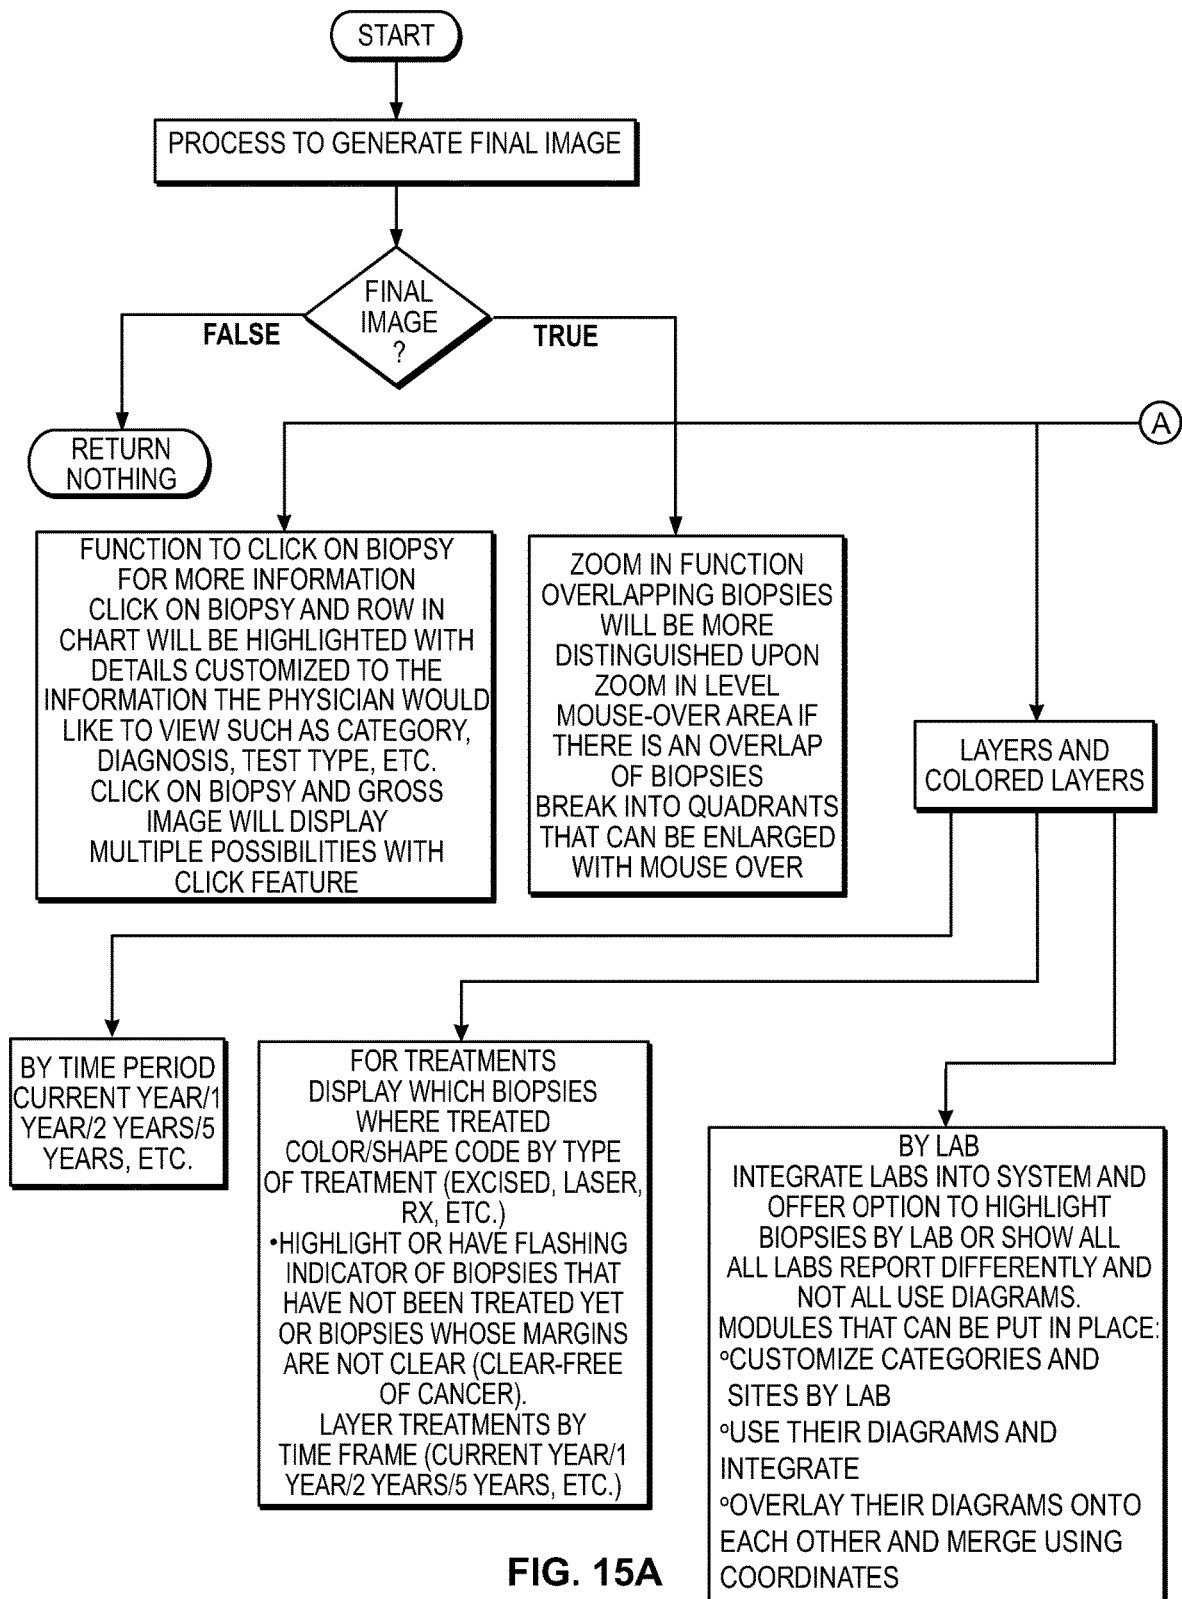 START
PROCESS TO GENERATE FINAL IMAGE
FINAL
IMAGE
?
FALSE
TRUE
RETURN
NOTHING
A
FUNCTION TO CLICK ON BIOPSY
FOR MORE INFORMATION
CLICK ON BIOPSY AND ROW IN
CHART WILL BE HIGHLIGHTED WITH
DETAILS CUSTOMIZED TO THE
INFORMATION THE PHYSICIAN WOULD
LIKE TO VIEW SUCH AS CATEGORY,
DIAGNOSIS, TEST TYPE, ETC.
CLICK ON BIOPSY AND GROSS
IMAGE WILL DISPLAY
MULTIPLE POSSIBILITIES WITH
CLICK FEATURE
ZOOM IN FUNCTION
OVERLAPPING BIOPSIES
WILL BE MORE
DISTINGUISHED UPON
ZOOM IN LEVEL
MOUSE-OVER AREA IF
THERE IS AN OVERLAP
OF BIOPSIES
BREAK INTO QUADRANTS
THAT CAN BE ENLARGED
WITH MOUSE OVER
LAYERS AND
COLORED LAYERS
BY TIME PERIOD
CURRENT YEAR/1
YEAR/2 YEARS/5
YEARS, ETC.
FOR TREATMENTS
DISPLAY WHICH BIOPSIES
WHERE TREATED
COLOR/SHAPE CODE BY TYPE
OF TREATMENT (EXCISED, LASER,
RX, ETC.)
•HIGHLIGHT OR HAVE FLASHING
INDICATOR OF BIOPSIES THAT
HAVE NOT BEEN TREATED YET
OR BIOPSIES WHOSE MARGINS
ARE NOT CLEAR (CLEAR-FREE
OF CANCER).
LAYER TREATMENTS BY
TIME FRAME (CURRENT YEAR/1
YEAR/2 YEARS/5 YEARS, ETC.)
BY LAB
INTEGRATE LABS INTO SYSTEM AND
OFFER OPTION TO HIGHLIGHT
BIOPSIES BY LAB OR SHOW ALL
ALL LABS REPORT DIFFERENTLY AND
NOT ALL USE DIAGRAMS.
MODULES THAT CAN BE PUT IN PLACE:
°CUSTOMIZE CATEGORIES AND
SITES BY LAB
°USE THEIR DIAGRAMS AND
INTEGRATE
°OVERLAY THEIR DIAGRAMS ONTO
EACH OTHER AND MERGE USING
COORDINATES
FIG. 15A